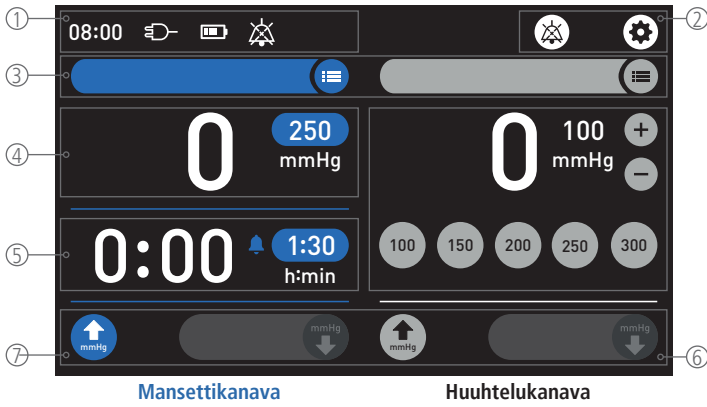 ① ②
08:00
③
④ 0 250 mmHg 0 100 mmHg + −
⑤ 0:00 1:30 h:min 100 150 200 250 300
⑦ mmHg mmHg mmHg mmHg ⑥
Mansettikanava Huuhtelukanava